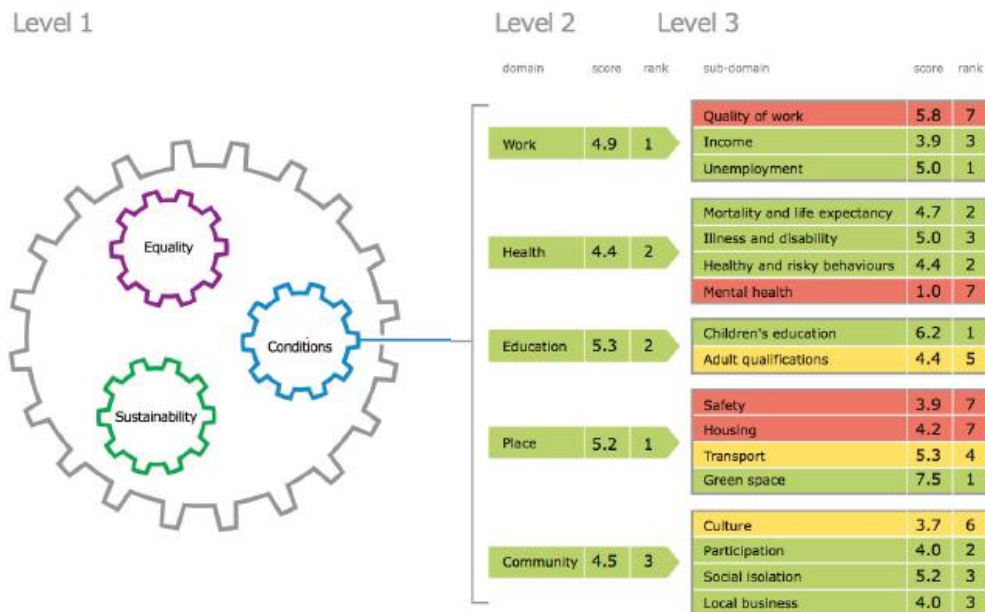 Level 1
Level 2
Level 3
domain score rank
sub-domain score rank
Equality
Conditions
Sustainability
Work 4.9 1
Quality of work 5.8 7
Income 3.9 3
Unemployment 5.0 1
Health 4.4 2
Mortality and life expectancy 4.7 2
Illness and disability 5.0 3
Healthy and risky behaviours 4.4 2
Mental health 1.0 7
Education 5.3 2
Children's education 6.2 1
Adult qualifications 4.4 5
Place 5.2 1
Safety 3.9 7
Housing 4.2 7
Transport 5.3 4
Green space 7.5 1
Community 4.5 3
Culture 3.7 6
Participation 4.0 2
Social isolation 5.2 3
Local business 4.0 3